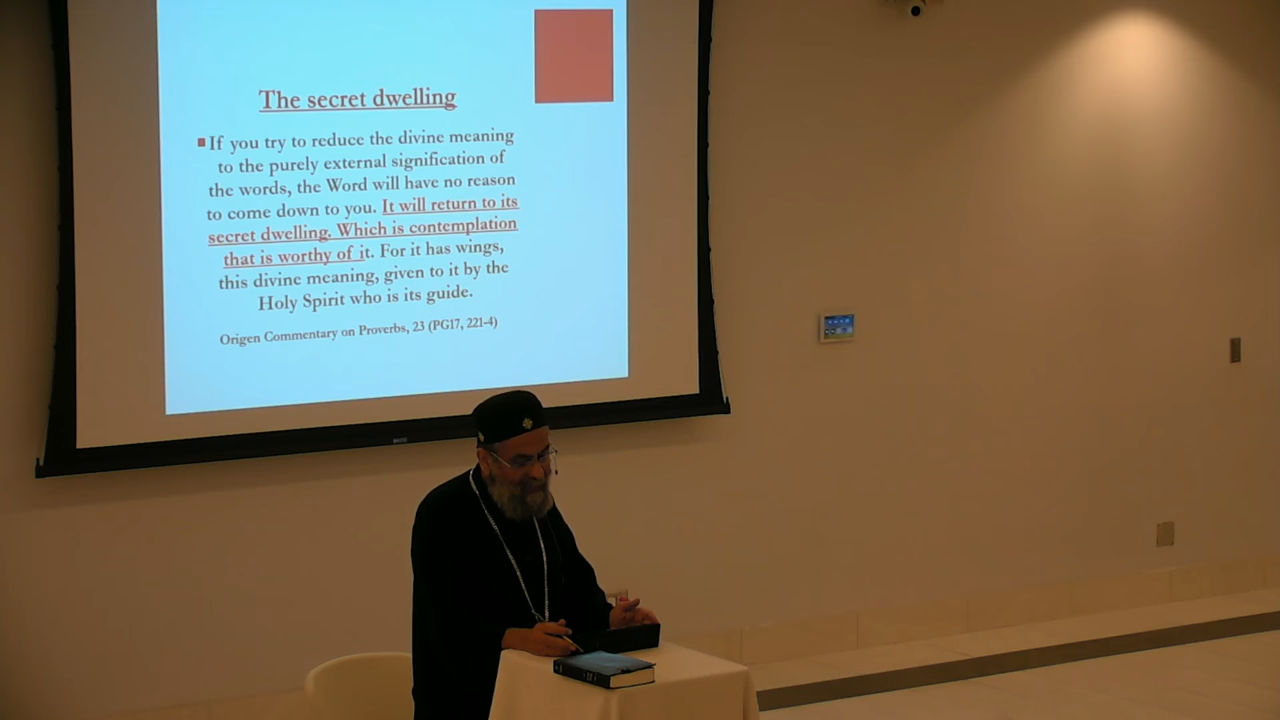 The secret dwelling
If you try to reduce the divine meaning
to the purely external signification of
the words, the Word will have no reason
to come down to you. It will return to its
secret dwelling. Which is contemplation
that is worthy of it. For it has wings,
this divine meaning, given to it by the
Holy Spirit who is its guide.
Origen Commentary on Proverbs, 23 (PG17, 221-4)